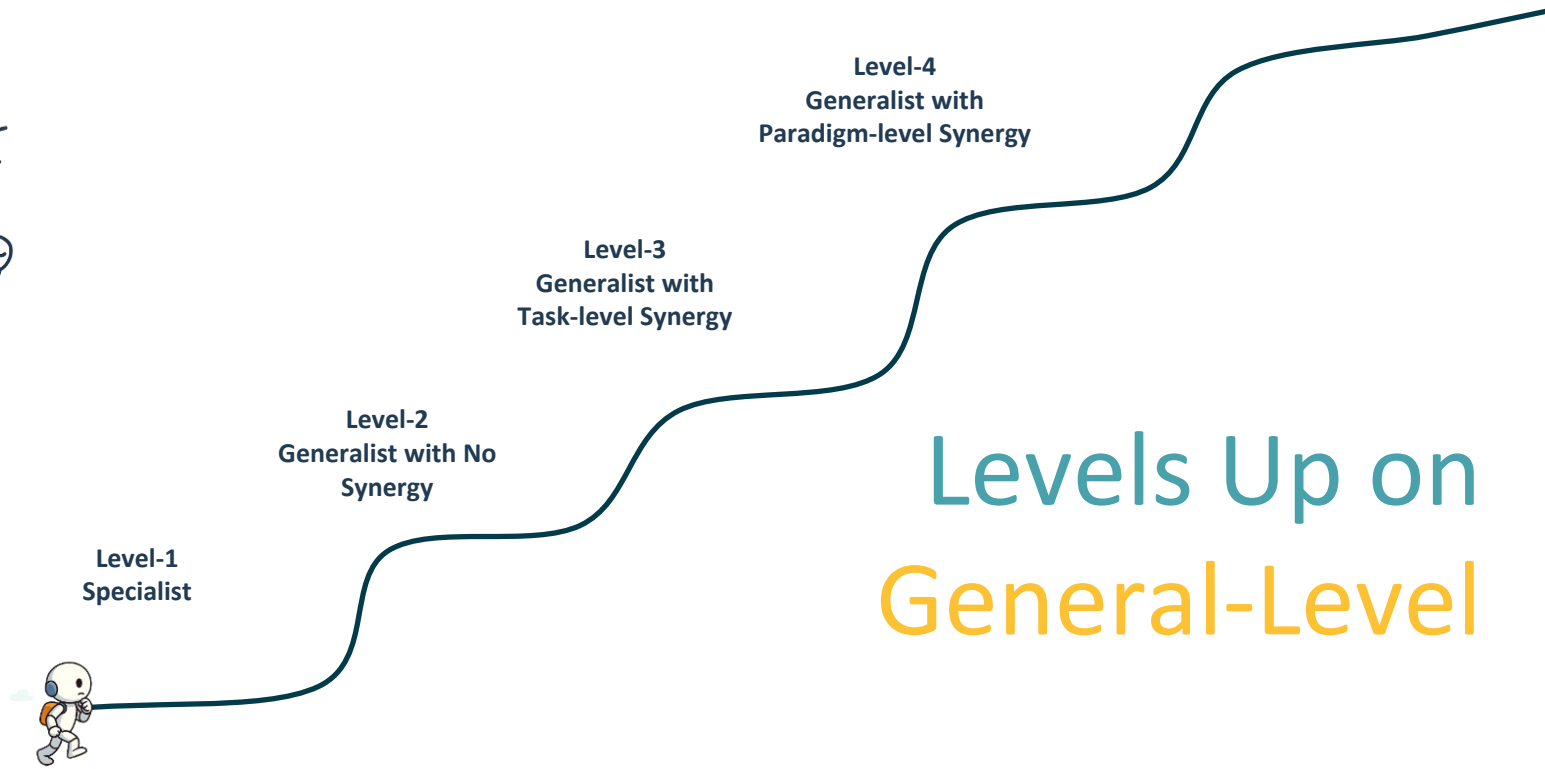 Level-4
Generalist with
Paradigm-level Synergy
Level-3
Generalist with
Task-level Synergy
Level-2
Generalist with No
Synergy
Level-1
Specialist
Levels Up on
General-Level